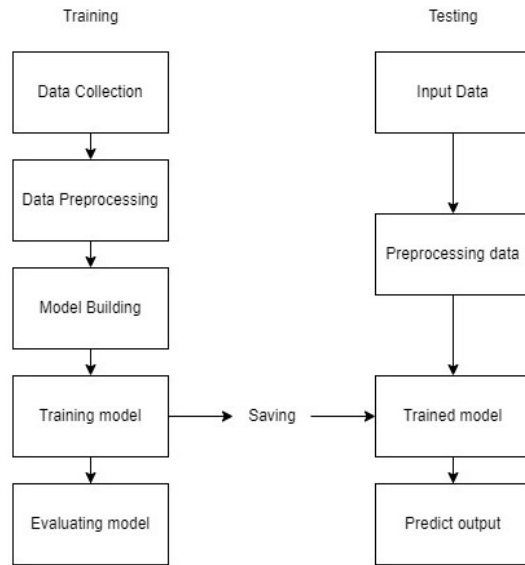 Training
Testing
Data Collection
Input Data
Data Preprocessing
Preprocessing data
Model Building
Training model
Saving
Trained model
Evaluating model
Predict output